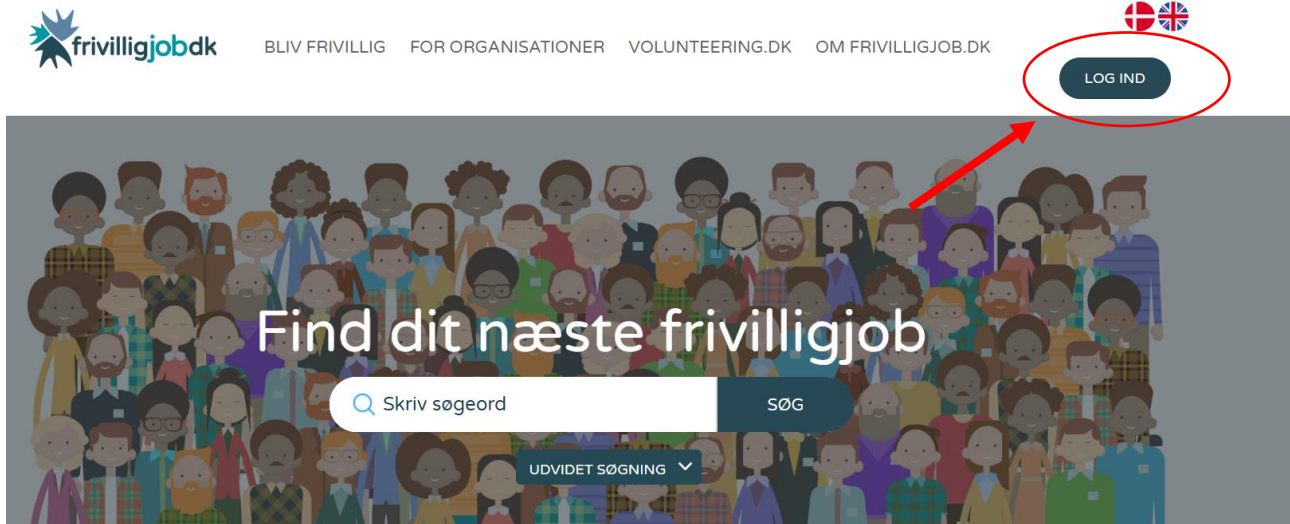 frivilligjobdk
BLIV FRIVILLIG FOR ORGANISATIONER VOLUNTEERING.DK OM FRIVILLIGJOB.DK
LOG IND
Find dit næste frivilligjob
Skriv søgeord SØG
UDVIDET SØGNING